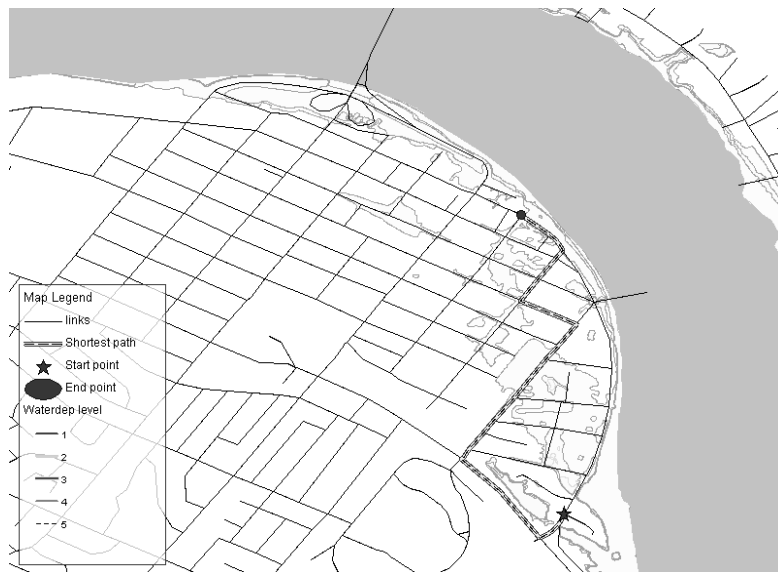 Map Legend
links
Shortest path
Start point
End point
Waterdep level
1
2
3
4
5